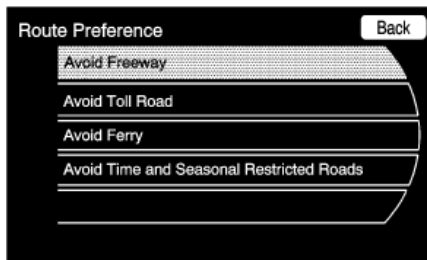 Route Preference
Back
Avoid Freeway
Avoid Toll Road
Avoid Ferry
Avoid Time and Seasonal Restricted Roads